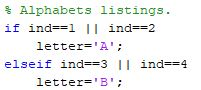 % Alphabets listings.
if ind==1 || ind==2
    letter='A';
elseif ind==3 || ind==4
    letter='B';